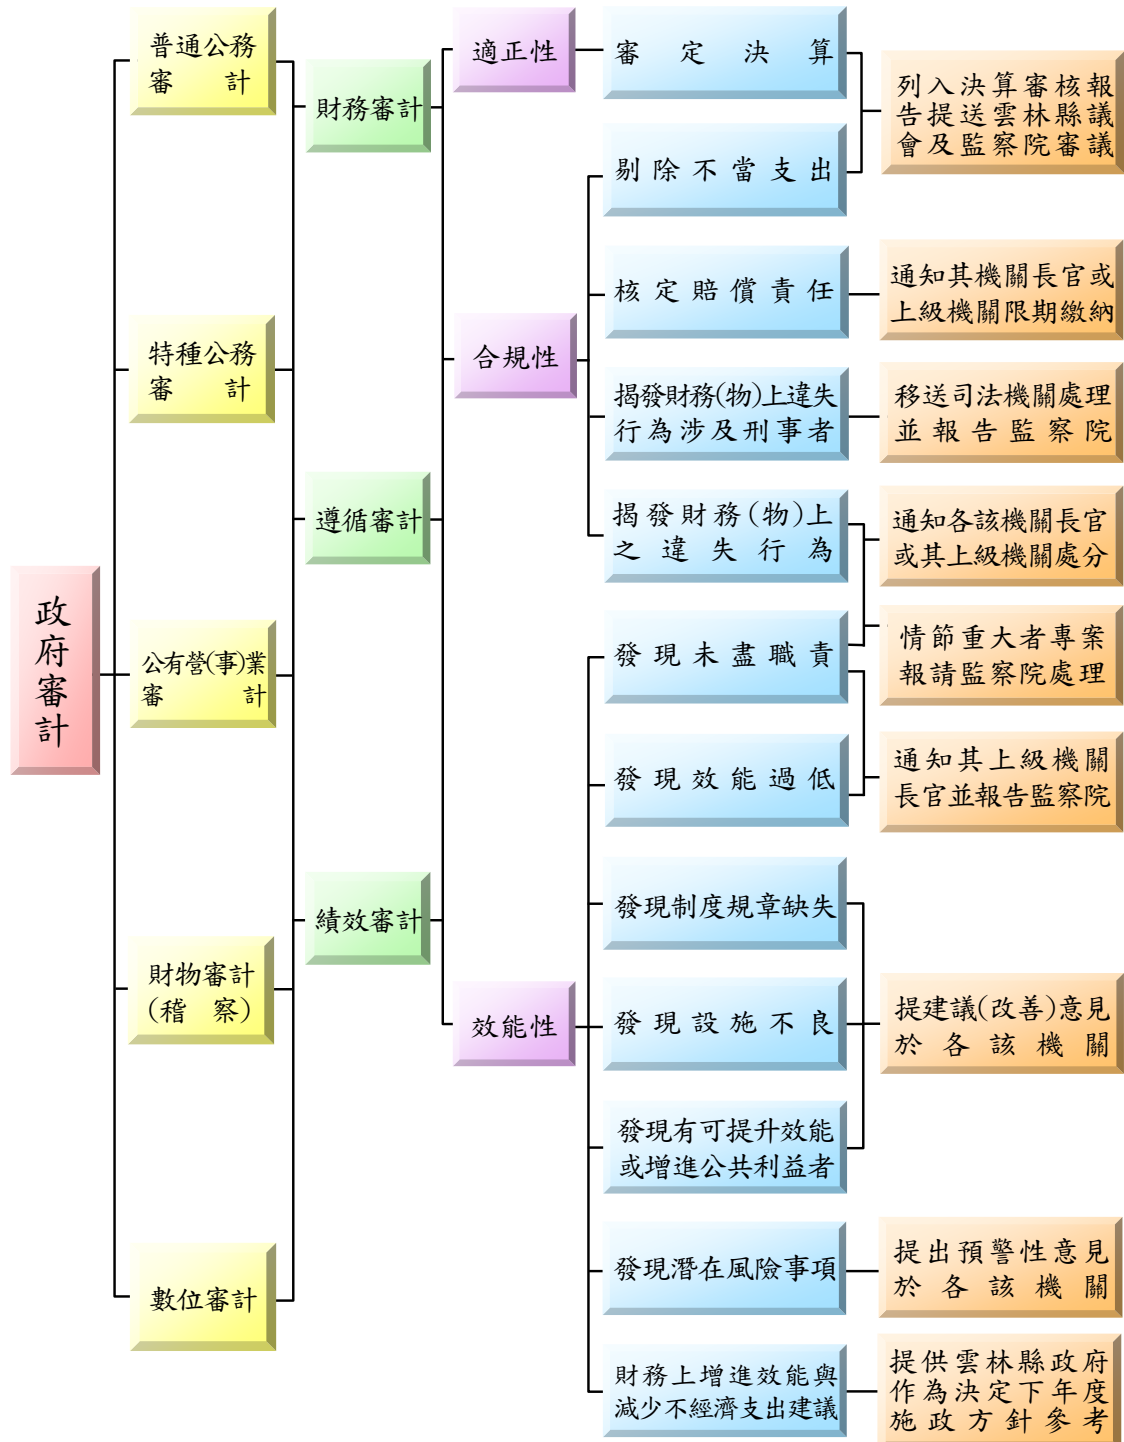 政府審計
普通公務
審計
特種公務
審計
公有營(事)業
審計
財物審計
(稽察)
數位審計
財務審計
遵循審計
績效審計
適正性
合規性
效能性
審定決算
剔除不當支出
核定賠償責任
揭發財務(物)上違失
行為涉及刑事者
揭發財務(物)上
之違失行為
發現未盡職責
發現效能過低
發現制度規章缺失
發現設施不良
發現有可提升效能
或增進公共利益者
發現潛在風險事項
財務上增進效能與
減少不經濟支出建議
列入決算審核報
告提送雲林縣議
會及監察院審議
通知其機關長官或
上級機關限期繳納
移送司法機關處理
並報告監察院
通知各該機關長官
或其上級機關處分
情節重大者專案
報請監察院處理
通知其上級機關
長官並報告監察院
提建議(改善)意見
於各該機關
提出預警性意見
於各該機關
提供雲林縣政府
作為決定下年度
施政方針參考